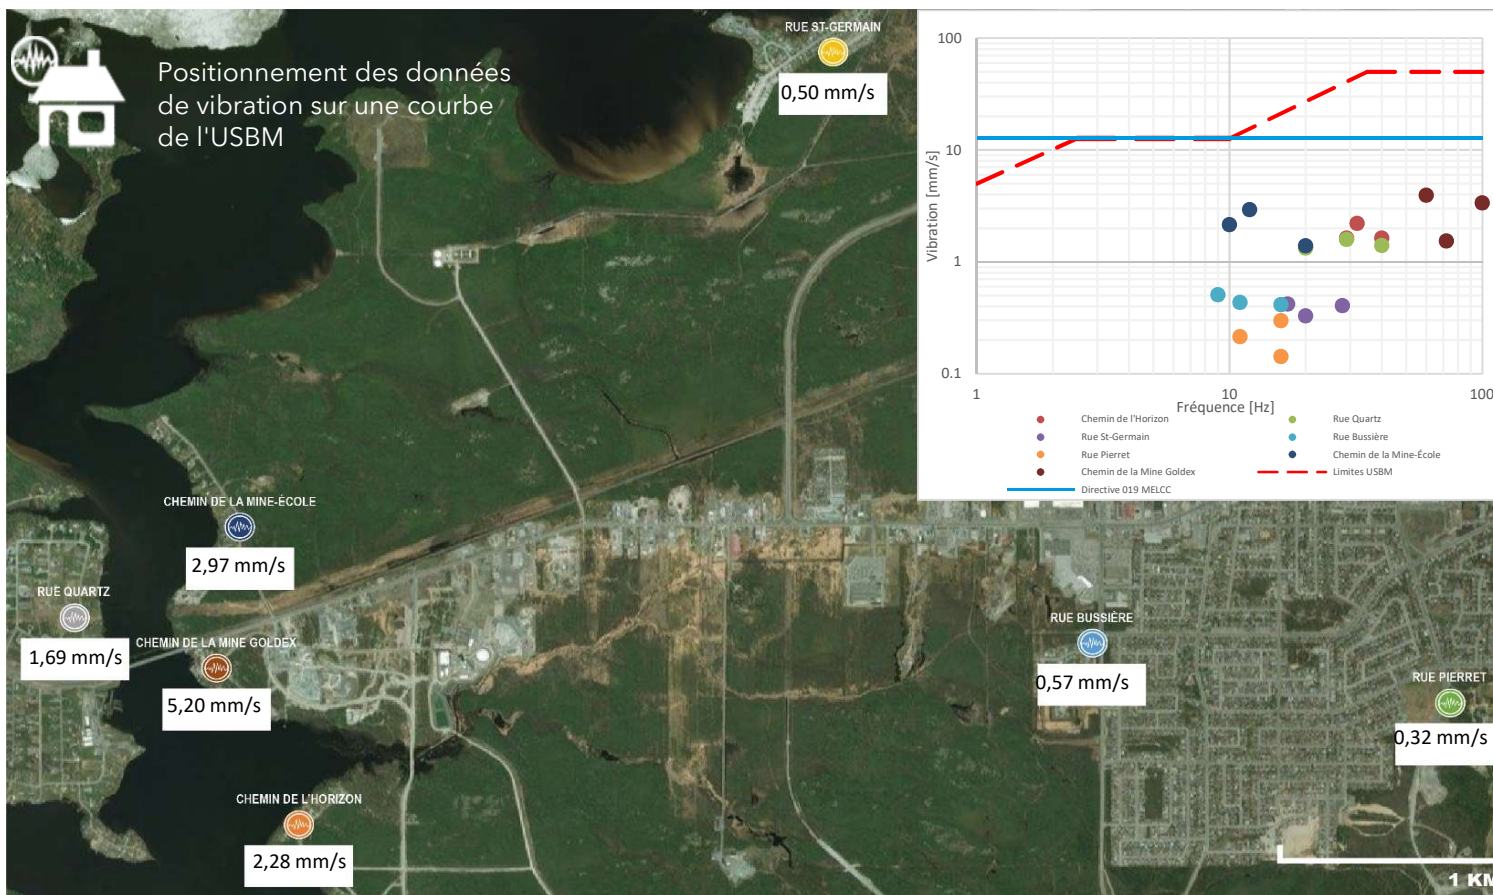 Positionnement des données
de vibration sur une courbe
de l'USBM
RUE ST-GERMAIN
0,50 mm/s
CHEMIN DE LA MINE-ÉCOLE
2,97 mm/s
RUE QUARTZ
1,69 mm/s
CHEMIN DE LA MINE GOLDEX
5,20 mm/s
CHEMIN DE L'HORIZON
2,28 mm/s
RUE BUSSIÈRE
0,57 mm/s
RUE PIERRET
0,32 mm/s
1 KM
Vibration [mm/s]
100
10
1
0.1
1
10
100
Fréquence [Hz]
Chemin de l'Horizon
Rue Quartz
Rue St-Germain
Rue Bussière
Rue Pierret
Chemin de la Mine-École
Chemin de la Mine Goldex
Limites USBM
Directive 019 MELCC